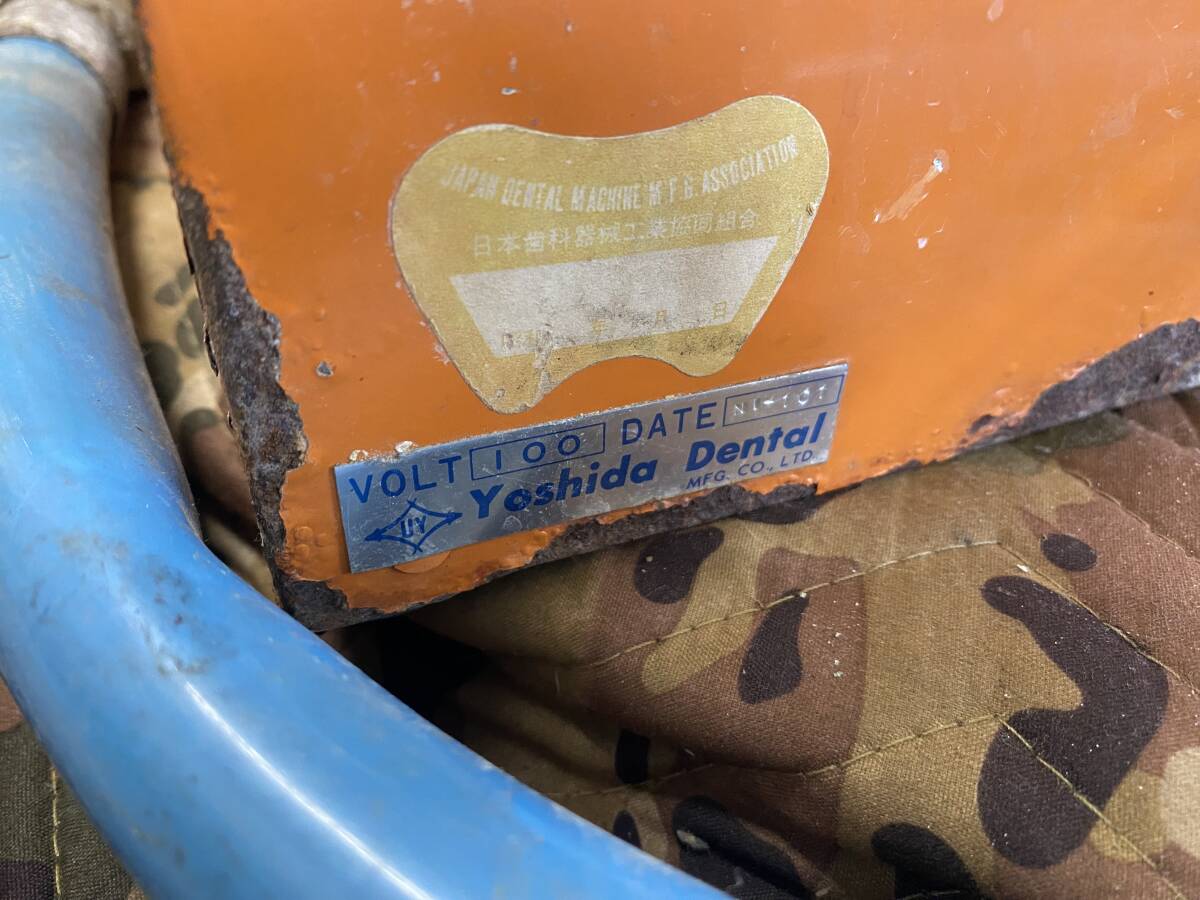 JAPAN DENTAL MACHINE M F G. ASSOCIATION
日本歯科器械工業協同組合
年 月 日
VOLT 100 DATE
UY Yoshida Dental
MFG. CO., LTD.